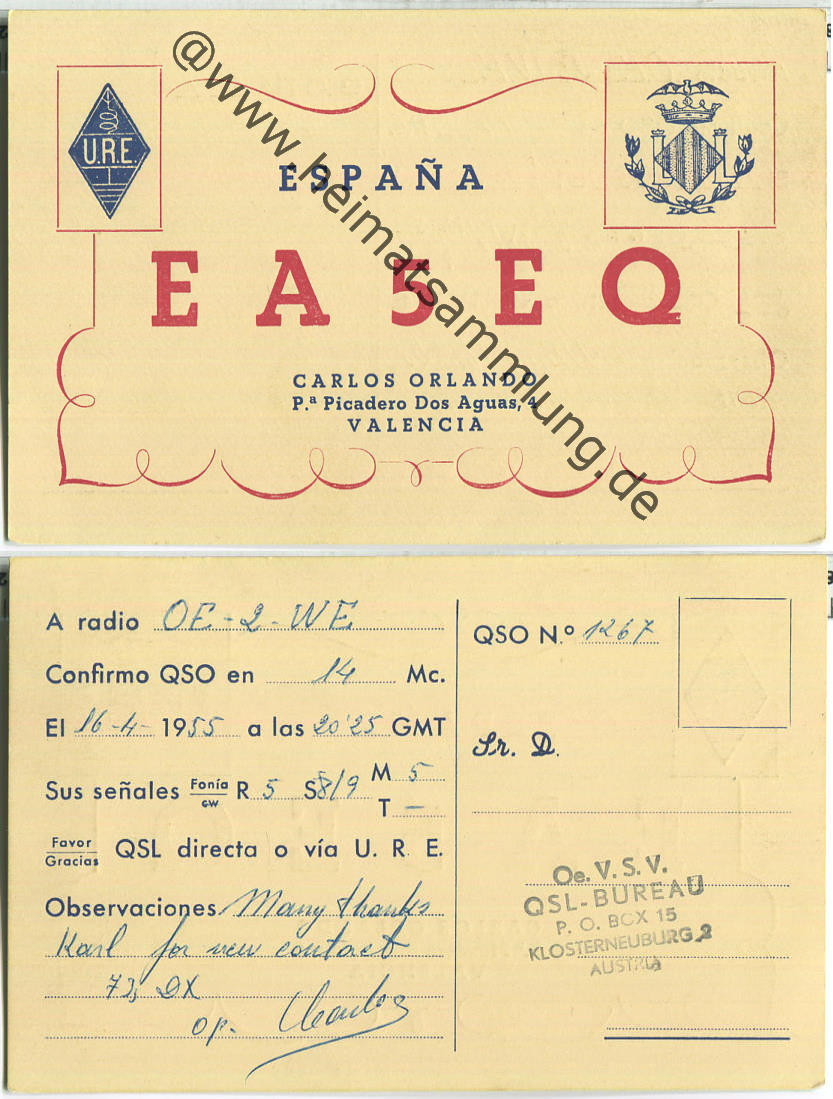 @www.heimatsammlung.de
U.R.E.
L L
ESPAÑA
EA5EQ
CARLOS ORLANDO
P.ª Picadero Dos Aguas, 4
VALENCIA
A radio OE-2-WE
Confirmo QSO en 14 Mc.
El 16-4-1955 a las 20'25 GMT
Sus señales Fonía/CW R 5 S8/9 M 5
T —
Favor/Gracias QSL directa o vía U. R. E.
Observaciones Many thanks
Karl for new contact
73, DX
op.
QSO N.º 1267
Sr. D.
Oe. V. S. V.
QSL-BUREAU
P. O. BOX 15
KLOSTERNEUBURG 2
AUSTRIA